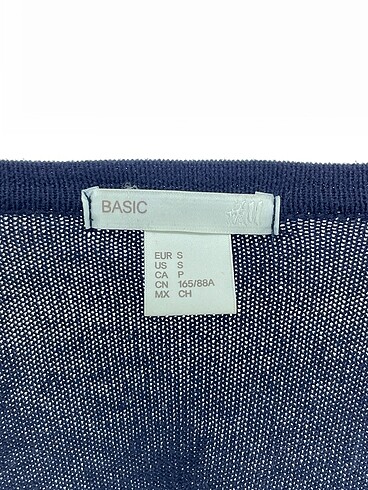 BASIC H&M
EUR S
US S
CA P
CN 165/88A
MX CH